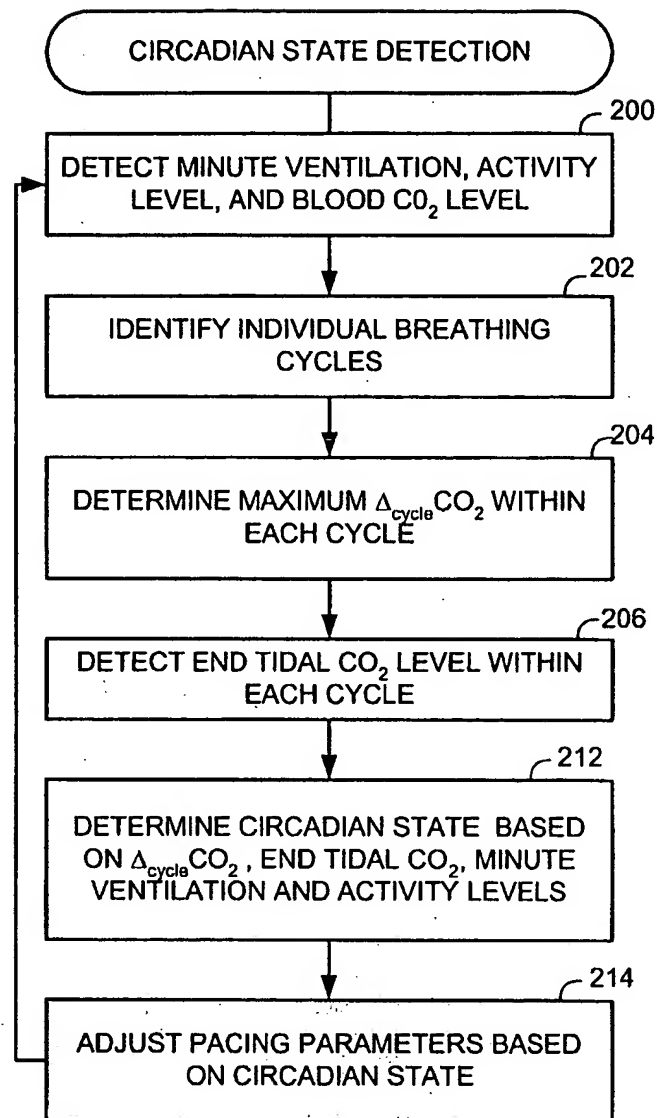 CIRCADIAN STATE DETECTION
200
DETECT MINUTE VENTILATION, ACTIVITY
LEVEL, AND BLOOD C0₂ LEVEL
202
IDENTIFY INDIVIDUAL BREATHING
CYCLES
204
DETERMINE MAXIMUM Δcycle CO₂ WITHIN
EACH CYCLE
206
DETECT END TIDAL CO₂ LEVEL WITHIN
EACH CYCLE
212
DETERMINE CIRCADIAN STATE BASED
ON Δcycle CO₂ , END TIDAL CO₂, MINUTE
VENTILATION AND ACTIVITY LEVELS
214
ADJUST PACING PARAMETERS BASED
ON CIRCADIAN STATE